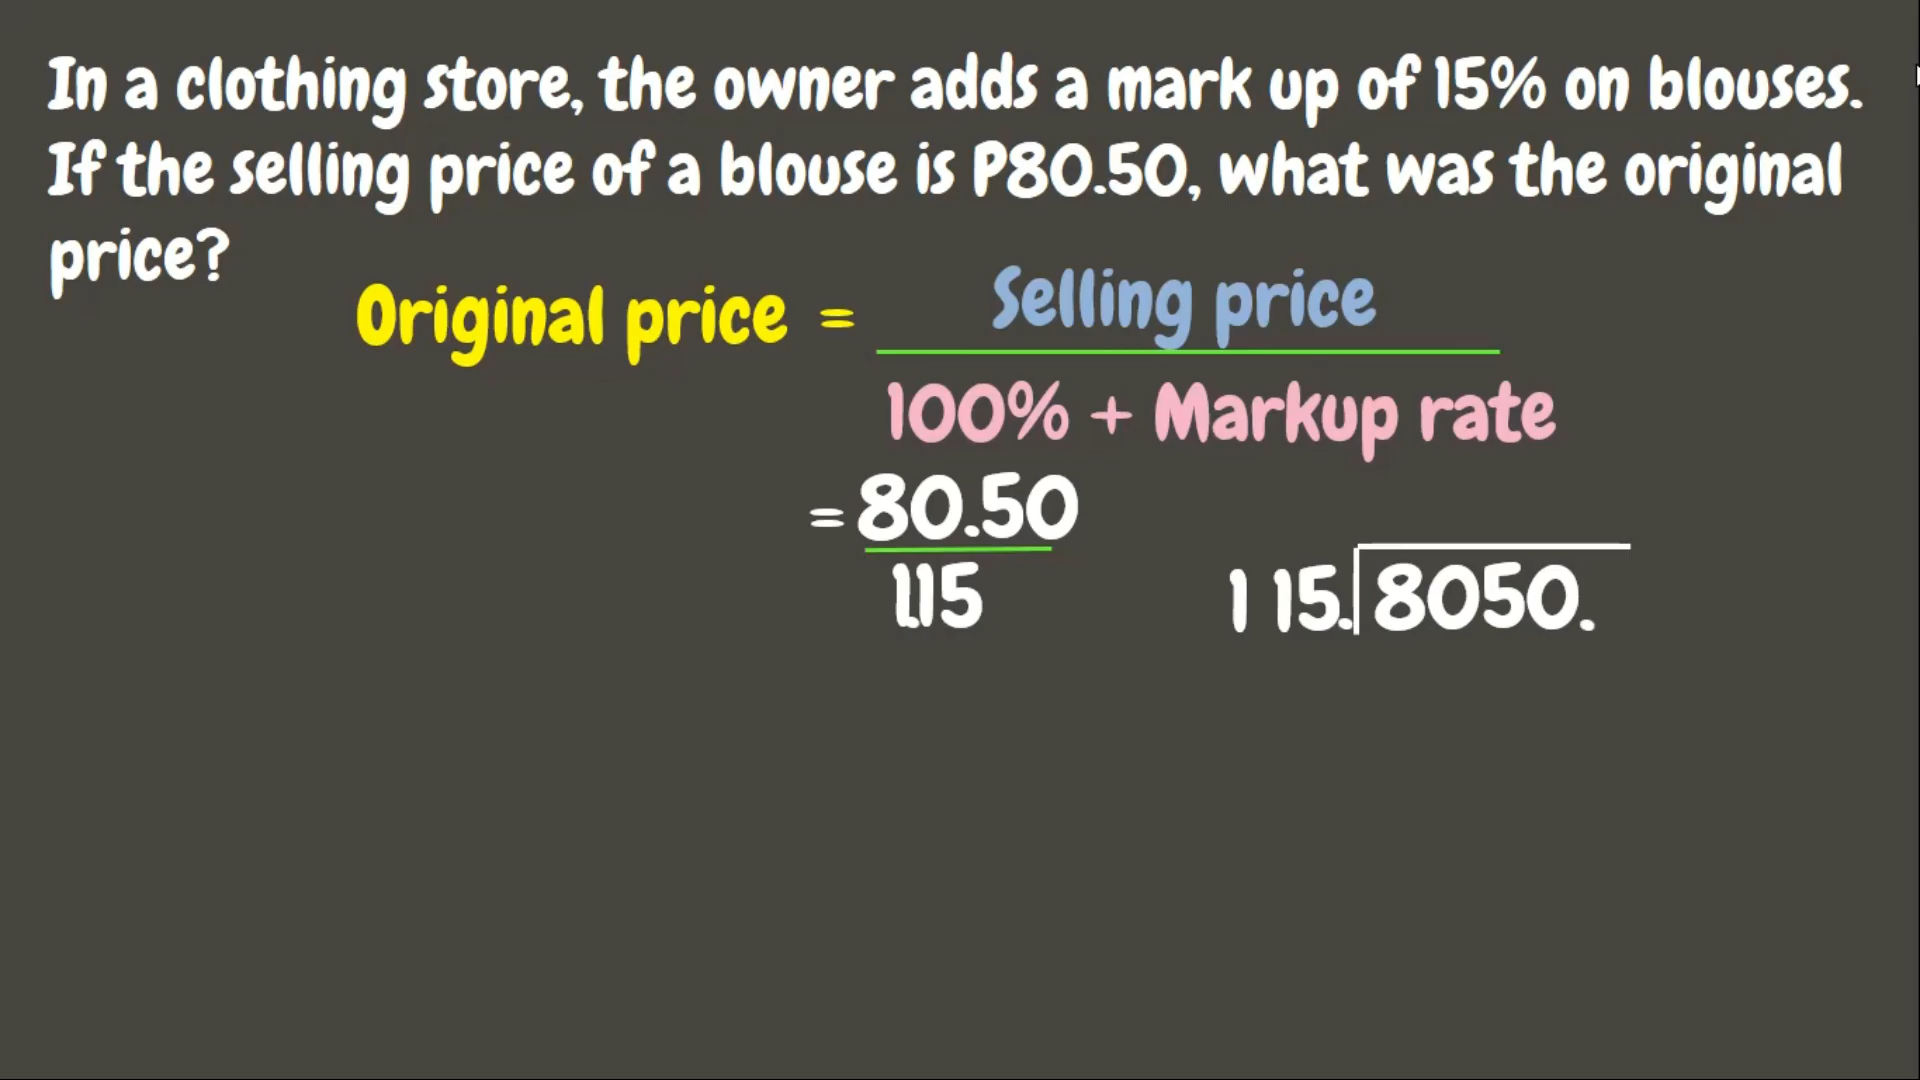 In a clothing store, the owner adds a mark up of 15% on blouses.
If the selling price of a blouse is P80.50, what was the original
price?
Original price = Selling price
100% + Markup rate
= 80.50
1.15
1 15. 8050.